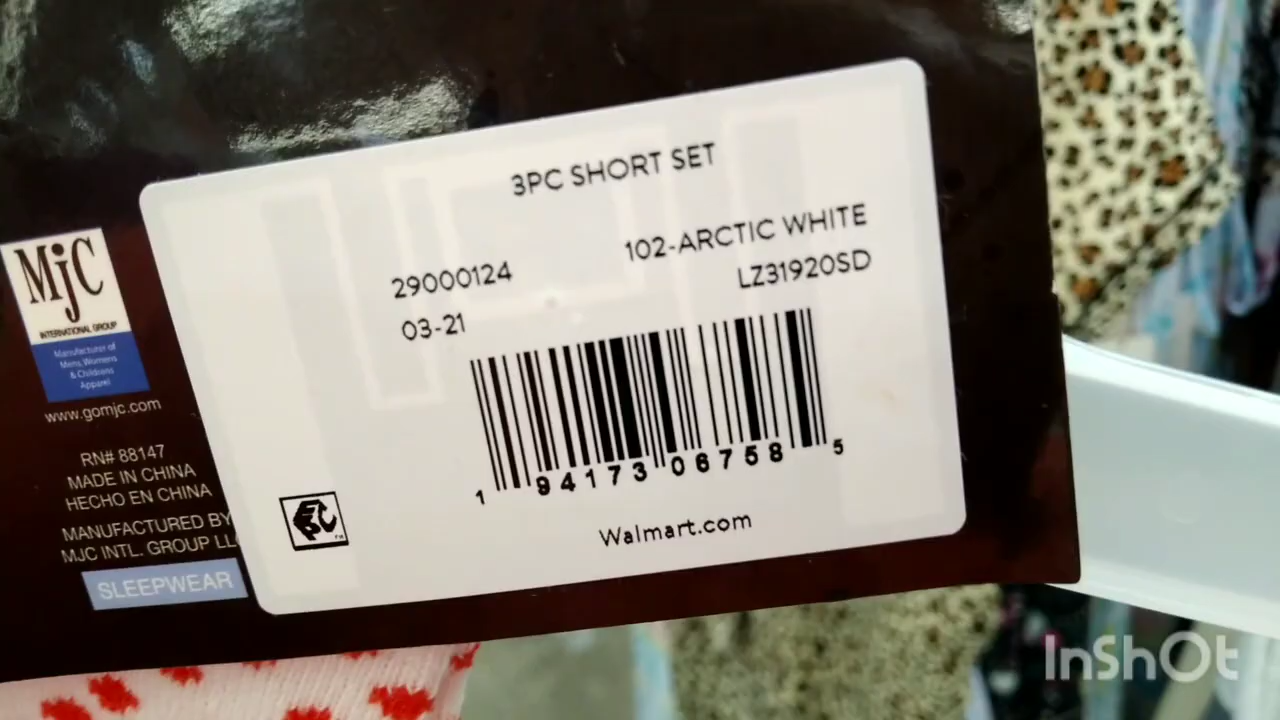 3PC SHORT SET
102-ARCTIC WHITE
29000124
LZ31920SD
03-21
1 94173 06758 5
Walmart.com
MjC
INTERNATIONAL GROUP
Manufacturer of
Mens, Womens
& Childrens
Apparel
www.gomjc.com
RN# 88147
MADE IN CHINA
HECHO EN CHINA
MANUFACTURED BY
MJC INTL. GROUP LL
SLEEPWEAR
InShOt